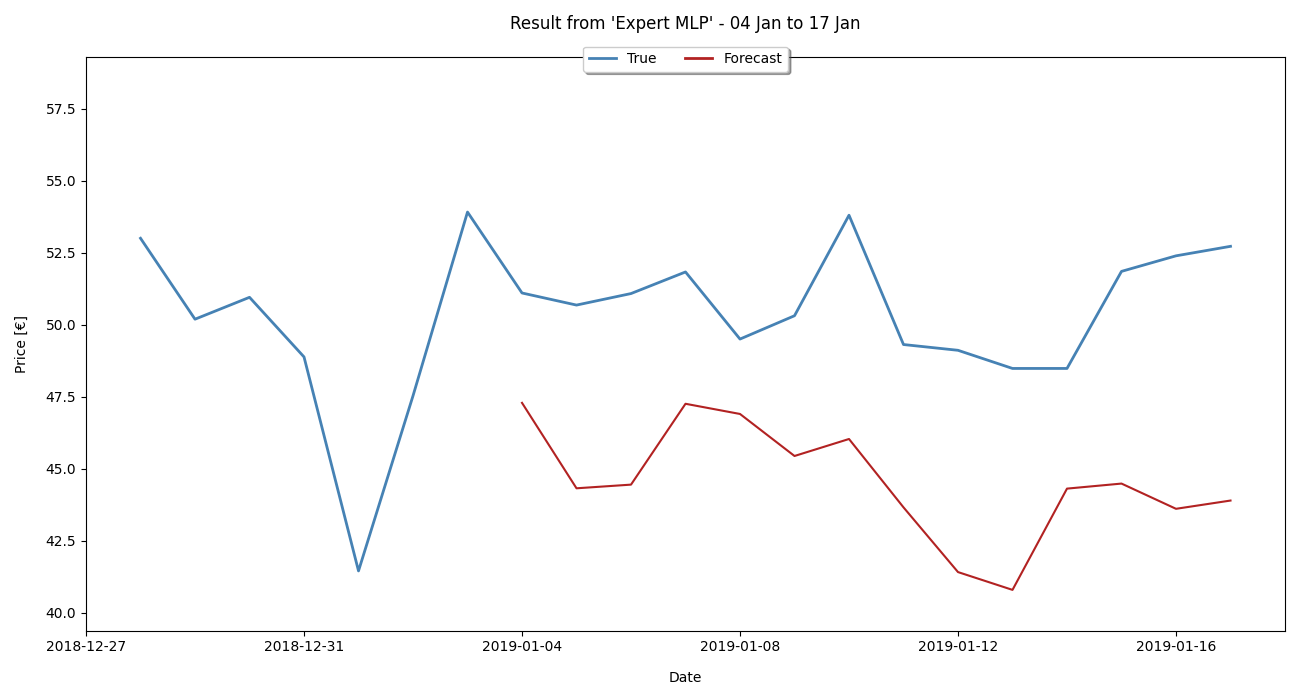 Result from 'Expert MLP' - 04 Jan to 17 Jan
True Forecast
57.5
55.0
52.5
50.0
47.5
45.0
42.5
40.0
Price [€]
2018-12-27 2018-12-31 2019-01-04 2019-01-08 2019-01-12 2019-01-16
Date